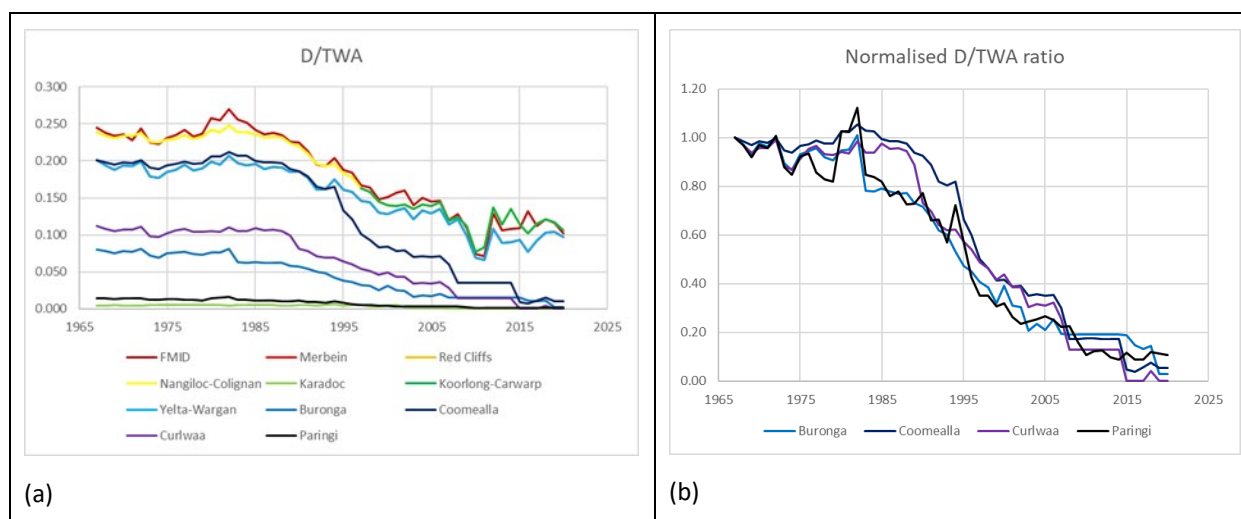 D/TWA
0.300
0.250
0.200
0.150
0.100
0.050
0.000
1965 1975 1985 1995 2005 2015 2025
FMID Merbein Red Cliffs
Nangiloc-Colignan Karadoc Koorlong-Carwarp
Yelta-Wargan Buronga Coomealla
Curlwaa Paringi
(a)
Normalised D/TWA ratio
1.20
1.00
0.80
0.60
0.40
0.20
0.00
1965 1975 1985 1995 2005 2015 2025
Buronga Coomealla Curlwaa Paringi
(b)